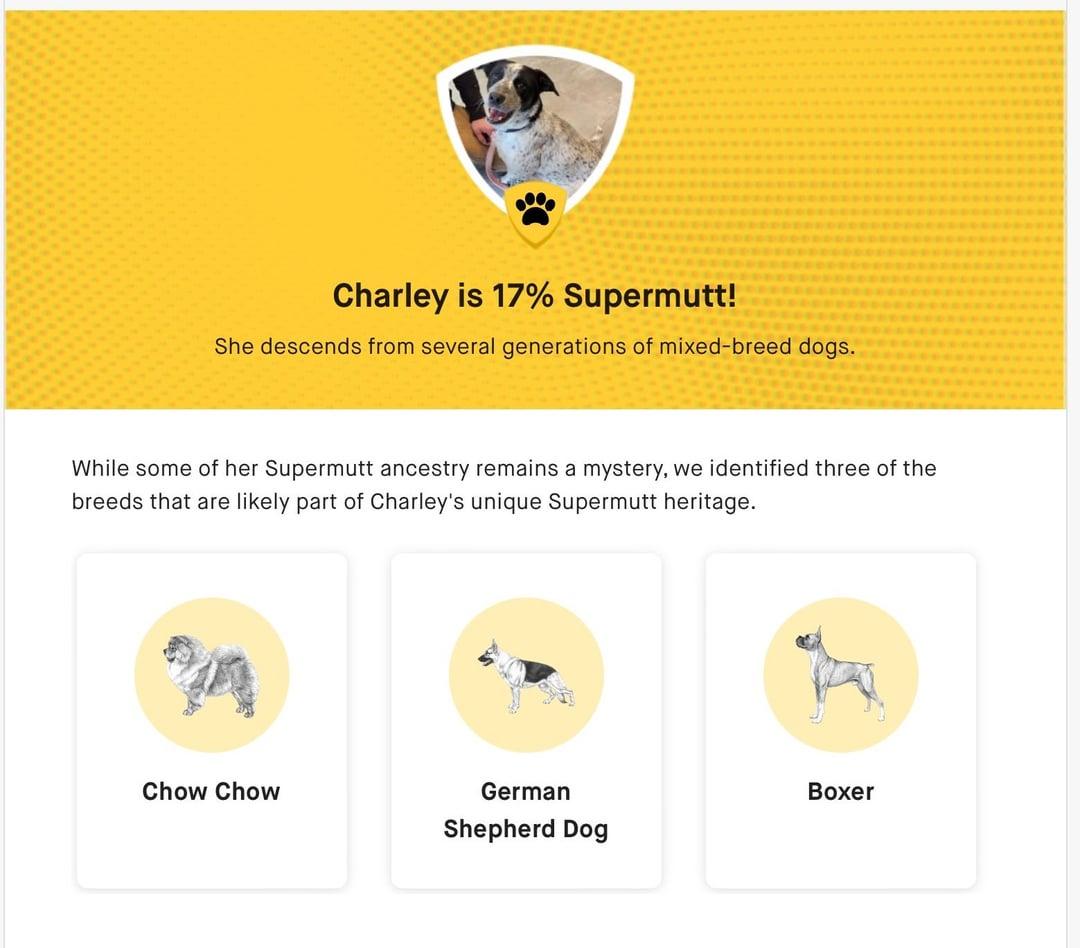 Charley is 17% Supermutt!
She descends from several generations of mixed-breed dogs.
While some of her Supermutt ancestry remains a mystery, we identified three of the
breeds that are likely part of Charley's unique Supermutt heritage.
Chow Chow
German
Shepherd Dog
Boxer